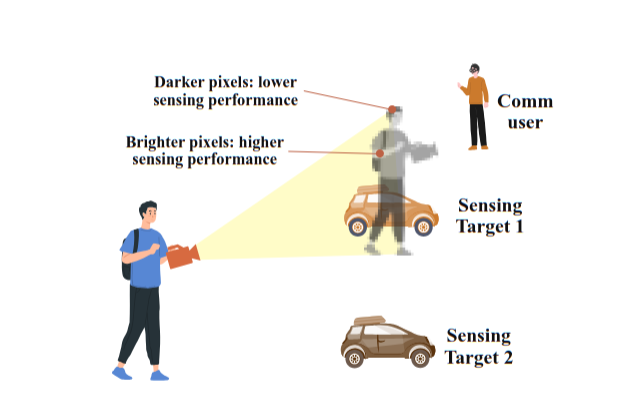 Darker pixels: lower
sensing performance
Comm
user
Brighter pixels: higher
sensing performance
Sensing
Target 1
Sensing
Target 2